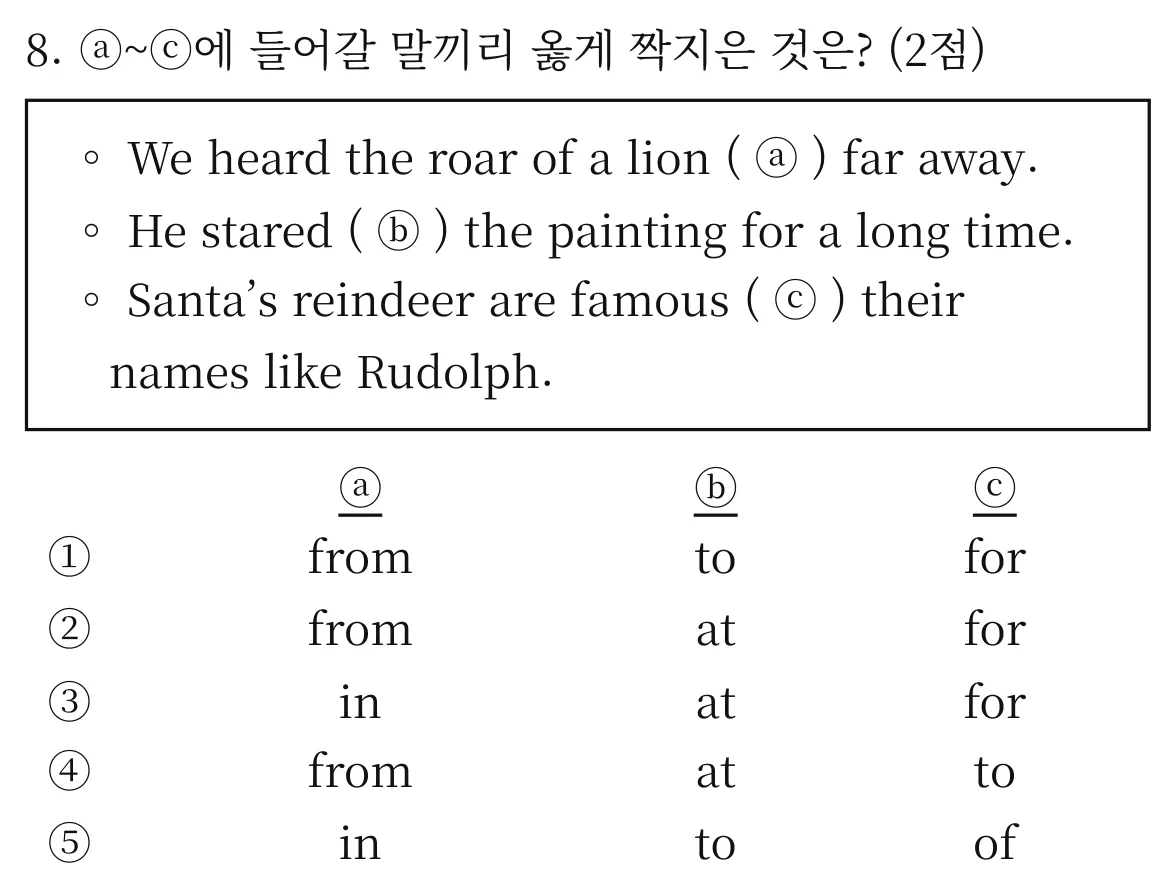 8. ⓐ~ⓒ에 들어갈 말끼리 옳게 짝지은 것은? (2점)
◦ We heard the roar of a lion ( ⓐ ) far away.
◦ He stared ( ⓑ ) the painting for a long time.
◦ Santa’s reindeer are famous ( ⓒ ) their
names like Rudolph.
ⓐ ⓑ ⓒ
① from to for
② from at for
③ in at for
④ from at to
⑤ in to of